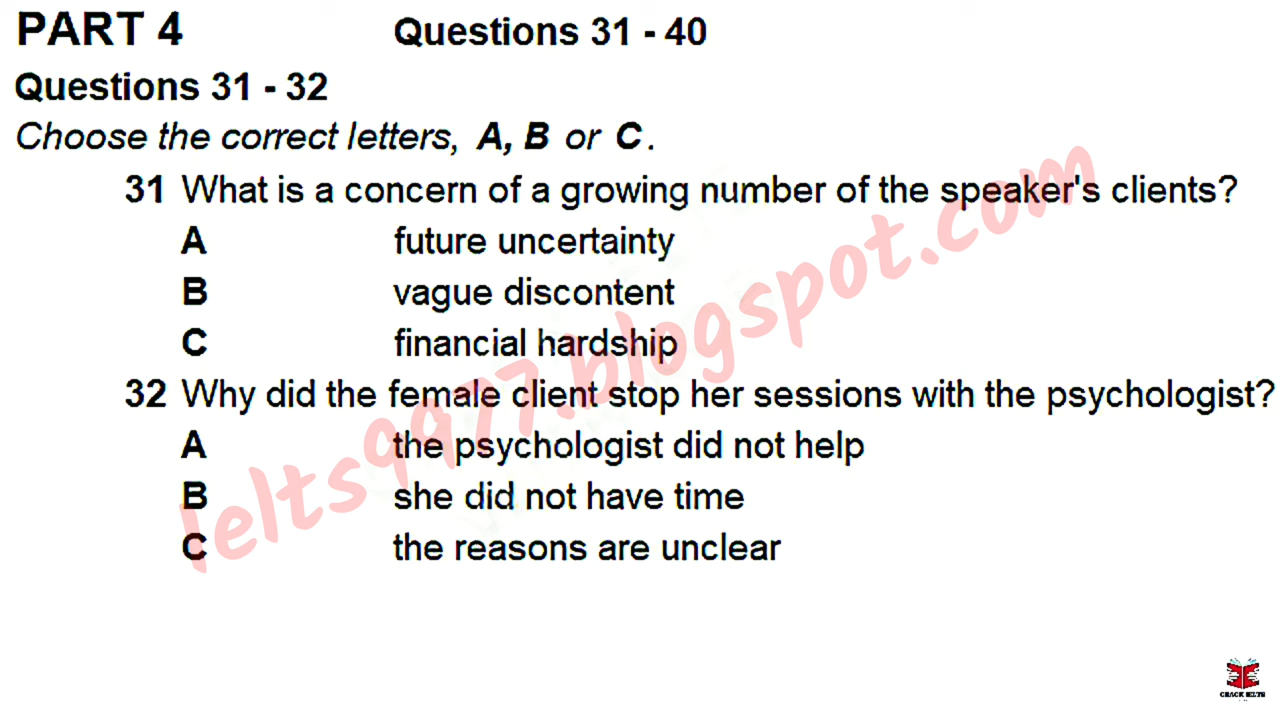 PART 4 Questions 31 - 40
Questions 31 - 32
Choose the correct letters, A, B or C.
31 What is a concern of a growing number of the speaker's clients?
A future uncertainty
B vague discontent
C financial hardship
32 Why did the female client stop her sessions with the psychologist?
A the psychologist did not help
B she did not have time
C the reasons are unclear
Ielts9977.blogspot.com
CRACK IELTS